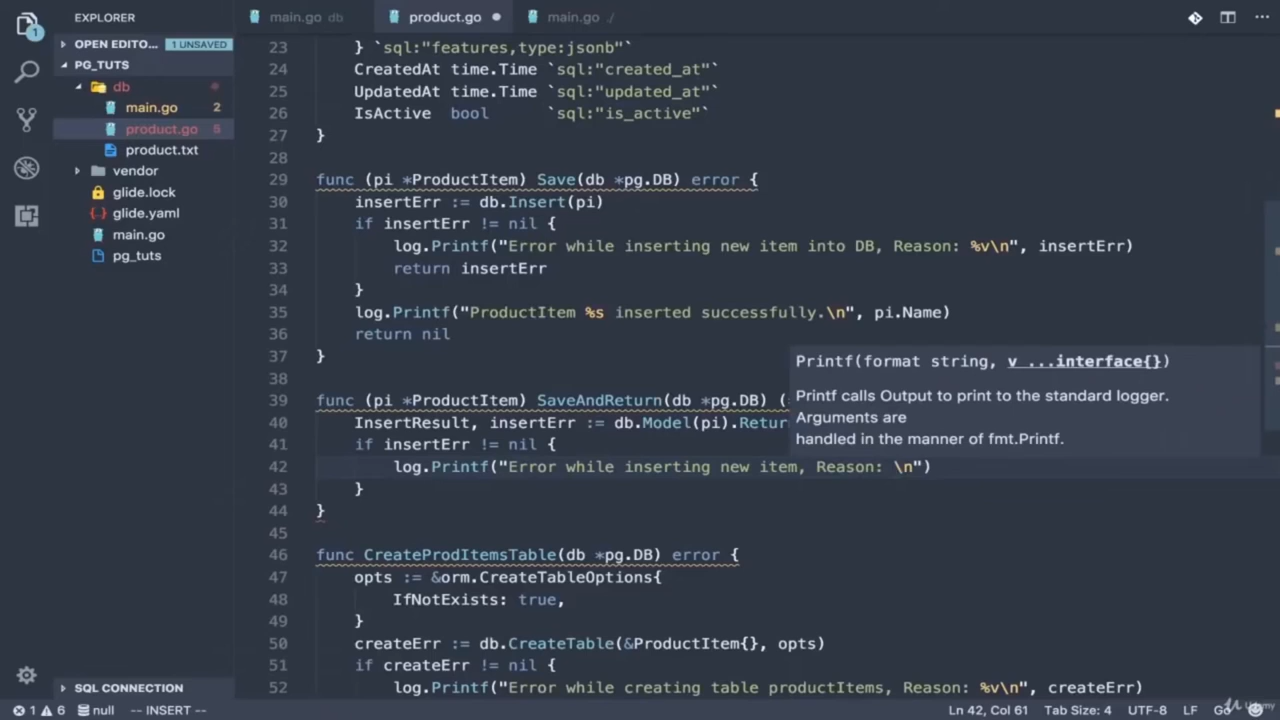 EXPLORER
main.go db
product.go
main.go ./
OPEN EDITO... 1 UNSAVED
PG_TUTS
db
main.go 2
product.go 5
product.txt
vendor
glide.lock
glide.yaml
main.go
pg_tuts
1
23 } `sql:"features,type:jsonb"`
24 CreatedAt time.Time `sql:"created_at"`
25 UpdatedAt time.Time `sql:"updated_at"`
26 IsActive bool `sql:"is_active"`
27 }
28
29 func (pi *ProductItem) Save(db *pg.DB) error {
30 insertErr := db.Insert(pi)
31 if insertErr != nil {
32 log.Printf("Error while inserting new item into DB, Reason: %v\n", insertErr)
33 return insertErr
34 }
35 log.Printf("ProductItem %s inserted successfully.\n", pi.Name)
36 return nil
37 }
38
39 func (pi *ProductItem) SaveAndReturn(db *pg.DB) (
40 InsertResult, insertErr := db.Model(pi).Retur
41 if insertErr != nil {
42 log.Printf("Error while inserting new item, Reason: \n")
43 }
44 }
45
46 func CreateProdItemsTable(db *pg.DB) error {
47 opts := &orm.CreateTableOptions{
48 IfNotExists: true,
49 }
50 createErr := db.CreateTable(&ProductItem{}, opts)
51 if createErr != nil {
52 log.Printf("Error while creating table productItems, Reason: %v\n", createErr)
Printf(format string, v ...interface{})
Printf calls Output to print to the standard logger.
Arguments are
handled in the manner of fmt.Printf.
SQL CONNECTION
1 6 null -- INSERT -- Ln 42, Col 61 Tab Size: 4 UTF-8 LF Go
Udemy